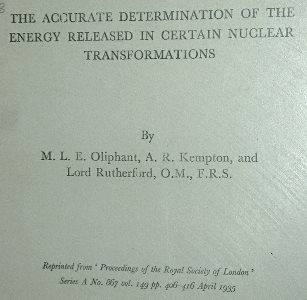 THE ACCURATE DETERMINATION OF THE
ENERGY RELEASED IN CERTAIN NUCLEAR
TRANSFORMATIONS
By
M. L. E. Oliphant, A. R. Kempton, and
Lord Rutherford, O.M., F.R.S.
Reprinted from ‘ Proceedings of the Royal Society of London ’
Series A No. 867 vol. 149 pp. 406-416 April 1935